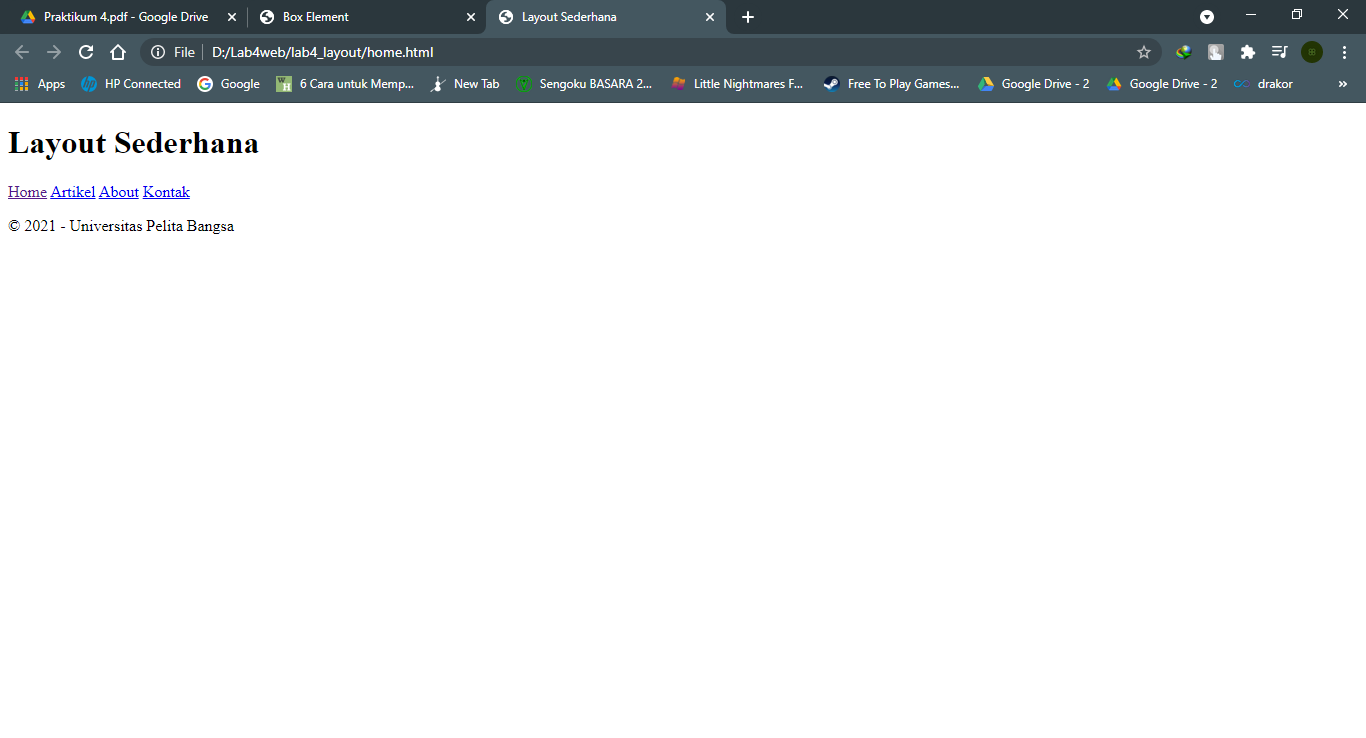 Praktikum 4.pdf - Google Drive
Box Element
Layout Sederhana
File
D:/Lab4web/lab4_layout/home.html
Apps
HP Connected
Google
6 Cara untuk Memp...
New Tab
Sengoku BASARA 2...
Little Nightmares F...
Free To Play Games...
Google Drive - 2
Google Drive - 2
drakor
»
Layout Sederhana
Home Artikel About Kontak
© 2021 - Universitas Pelita Bangsa